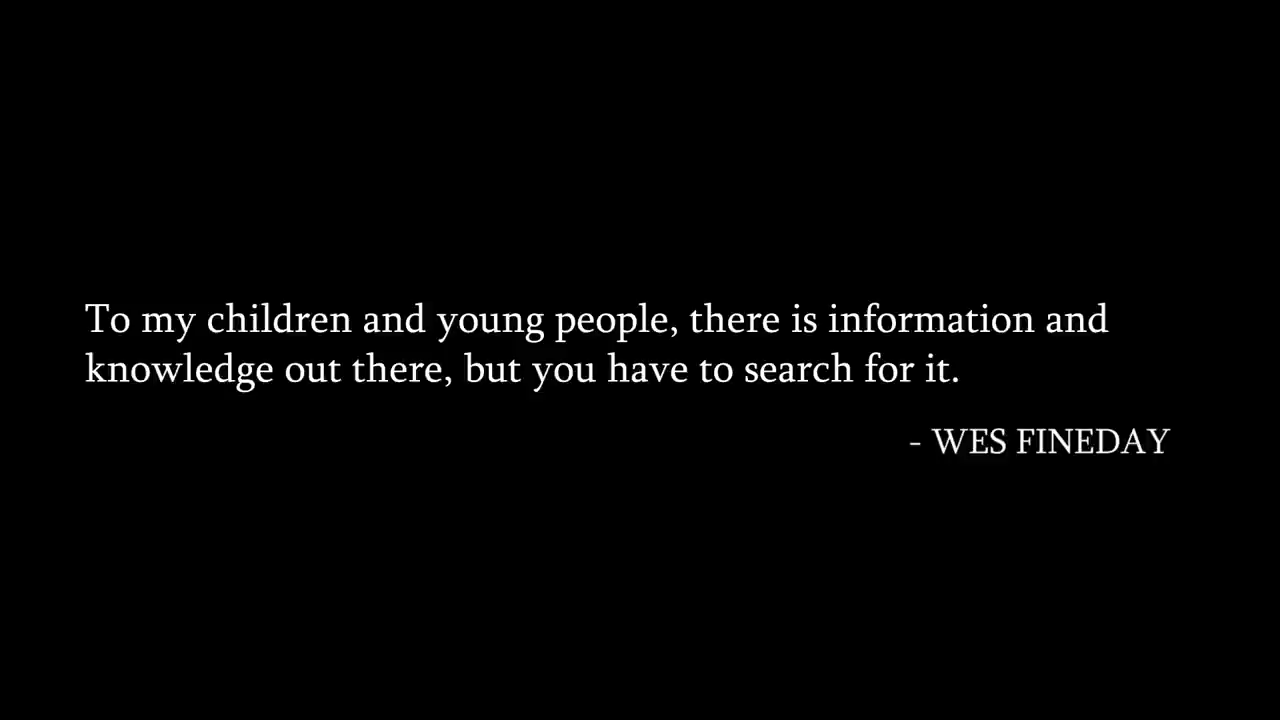 To my children and young people, there is information and
knowledge out there, but you have to search for it.
- WES FINEDAY